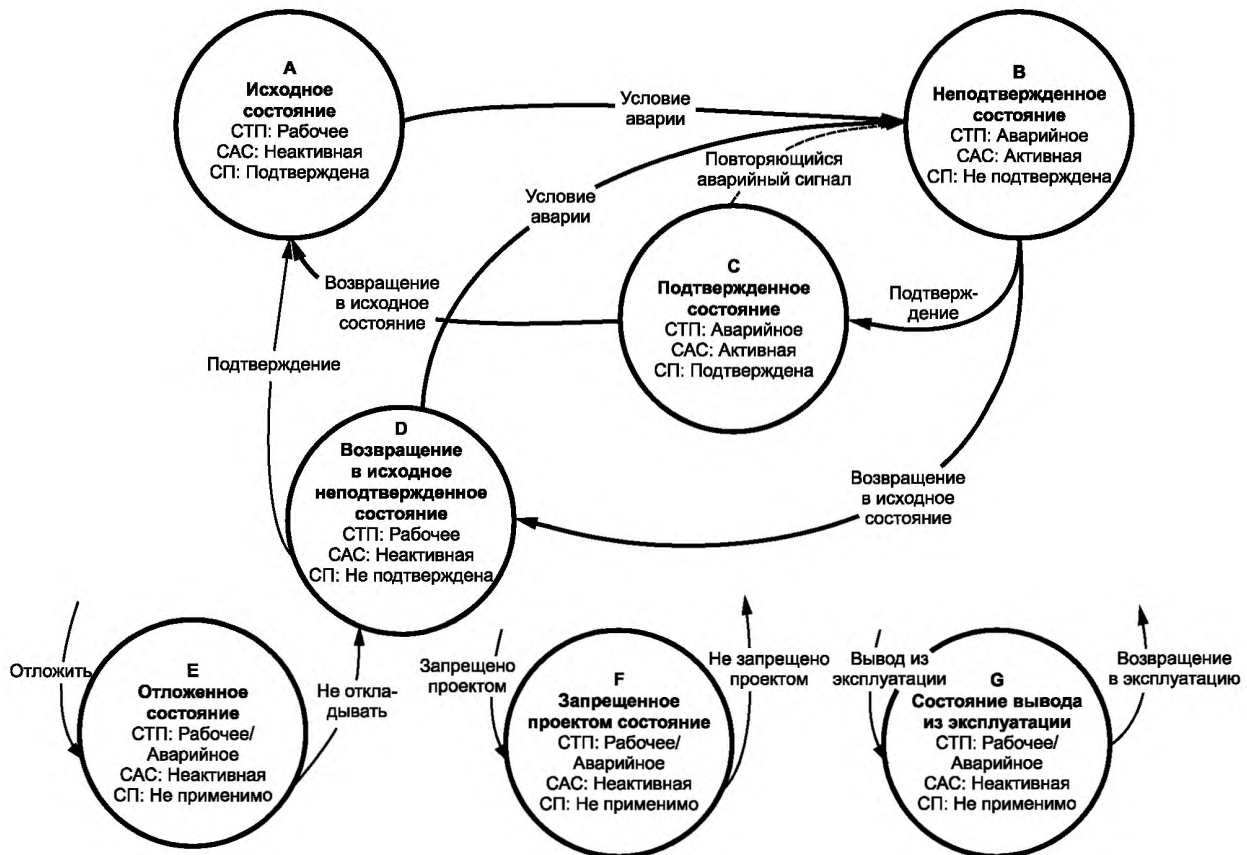 A
Исходное
состояние
СТП: Рабочее
САС: Неактивная
СП: Подтверждена
Условие
аварии
B
Неподтвержденное
состояние
СТП: Аварийное
САС: Активная
СП: Не подтверждена
Повторяющийся
аварийный сигнал
Условие
аварии
C
Подтвержденное
состояние
СТП: Аварийное
САС: Активная
СП: Подтверждена
Возвращение
в исходное
состояние
Подтверж-
дение
Подтверждение
D
Возвращение
в исходное
неподтвержденное
состояние
СТП: Рабочее
САС: Неактивная
СП: Не подтверждена
Возвращение
в исходное
состояние
Отложить
E
Отложенное
состояние
СТП: Рабочее/
Аварийное
САС: Неактивная
СП: Не применимо
Не откла-
дывать
Запрещено
проектом
F
Запрещенное
проектом состояние
СТП: Рабочее/
Аварийное
САС: Неактивная
СП: Не применимо
Не запрещено
проектом
Вывод из
эксплуатации
G
Состояние вывода
из эксплуатации
СТП: Рабочее/
Аварийное
САС: Неактивная
СП: Не применимо
Возвращение
в эксплуатацию